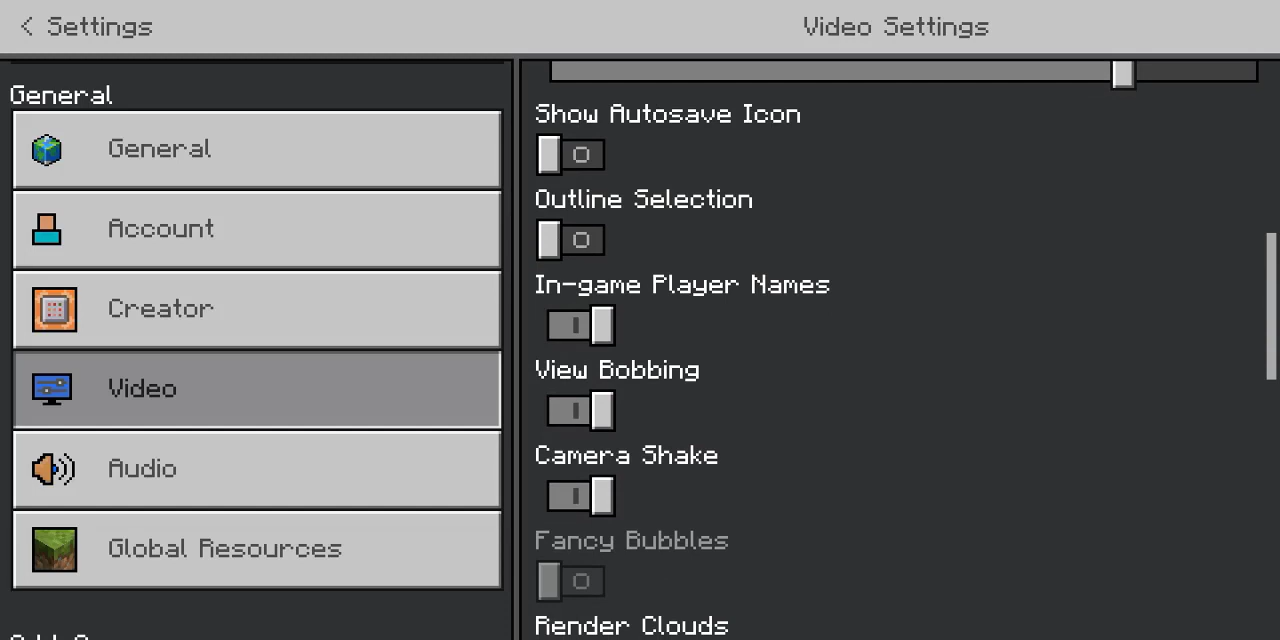 Settings
Video Settings
General
General
Account
Creator
Video
Audio
Global Resources
Show Autosave Icon
Outline Selection
In-game Player Names
View Bobbing
Camera Shake
Fancy Bubbles
Render Clouds